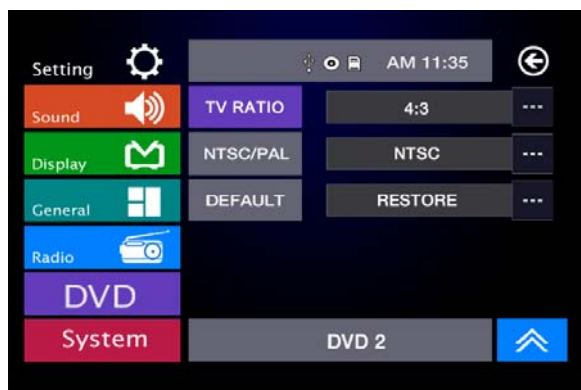 Setting
AM 11:35
Sound
TV RATIO
4:3
---
Display
NTSC/PAL
NTSC
---
General
DEFAULT
RESTORE
---
Radio
DVD
System
DVD 2